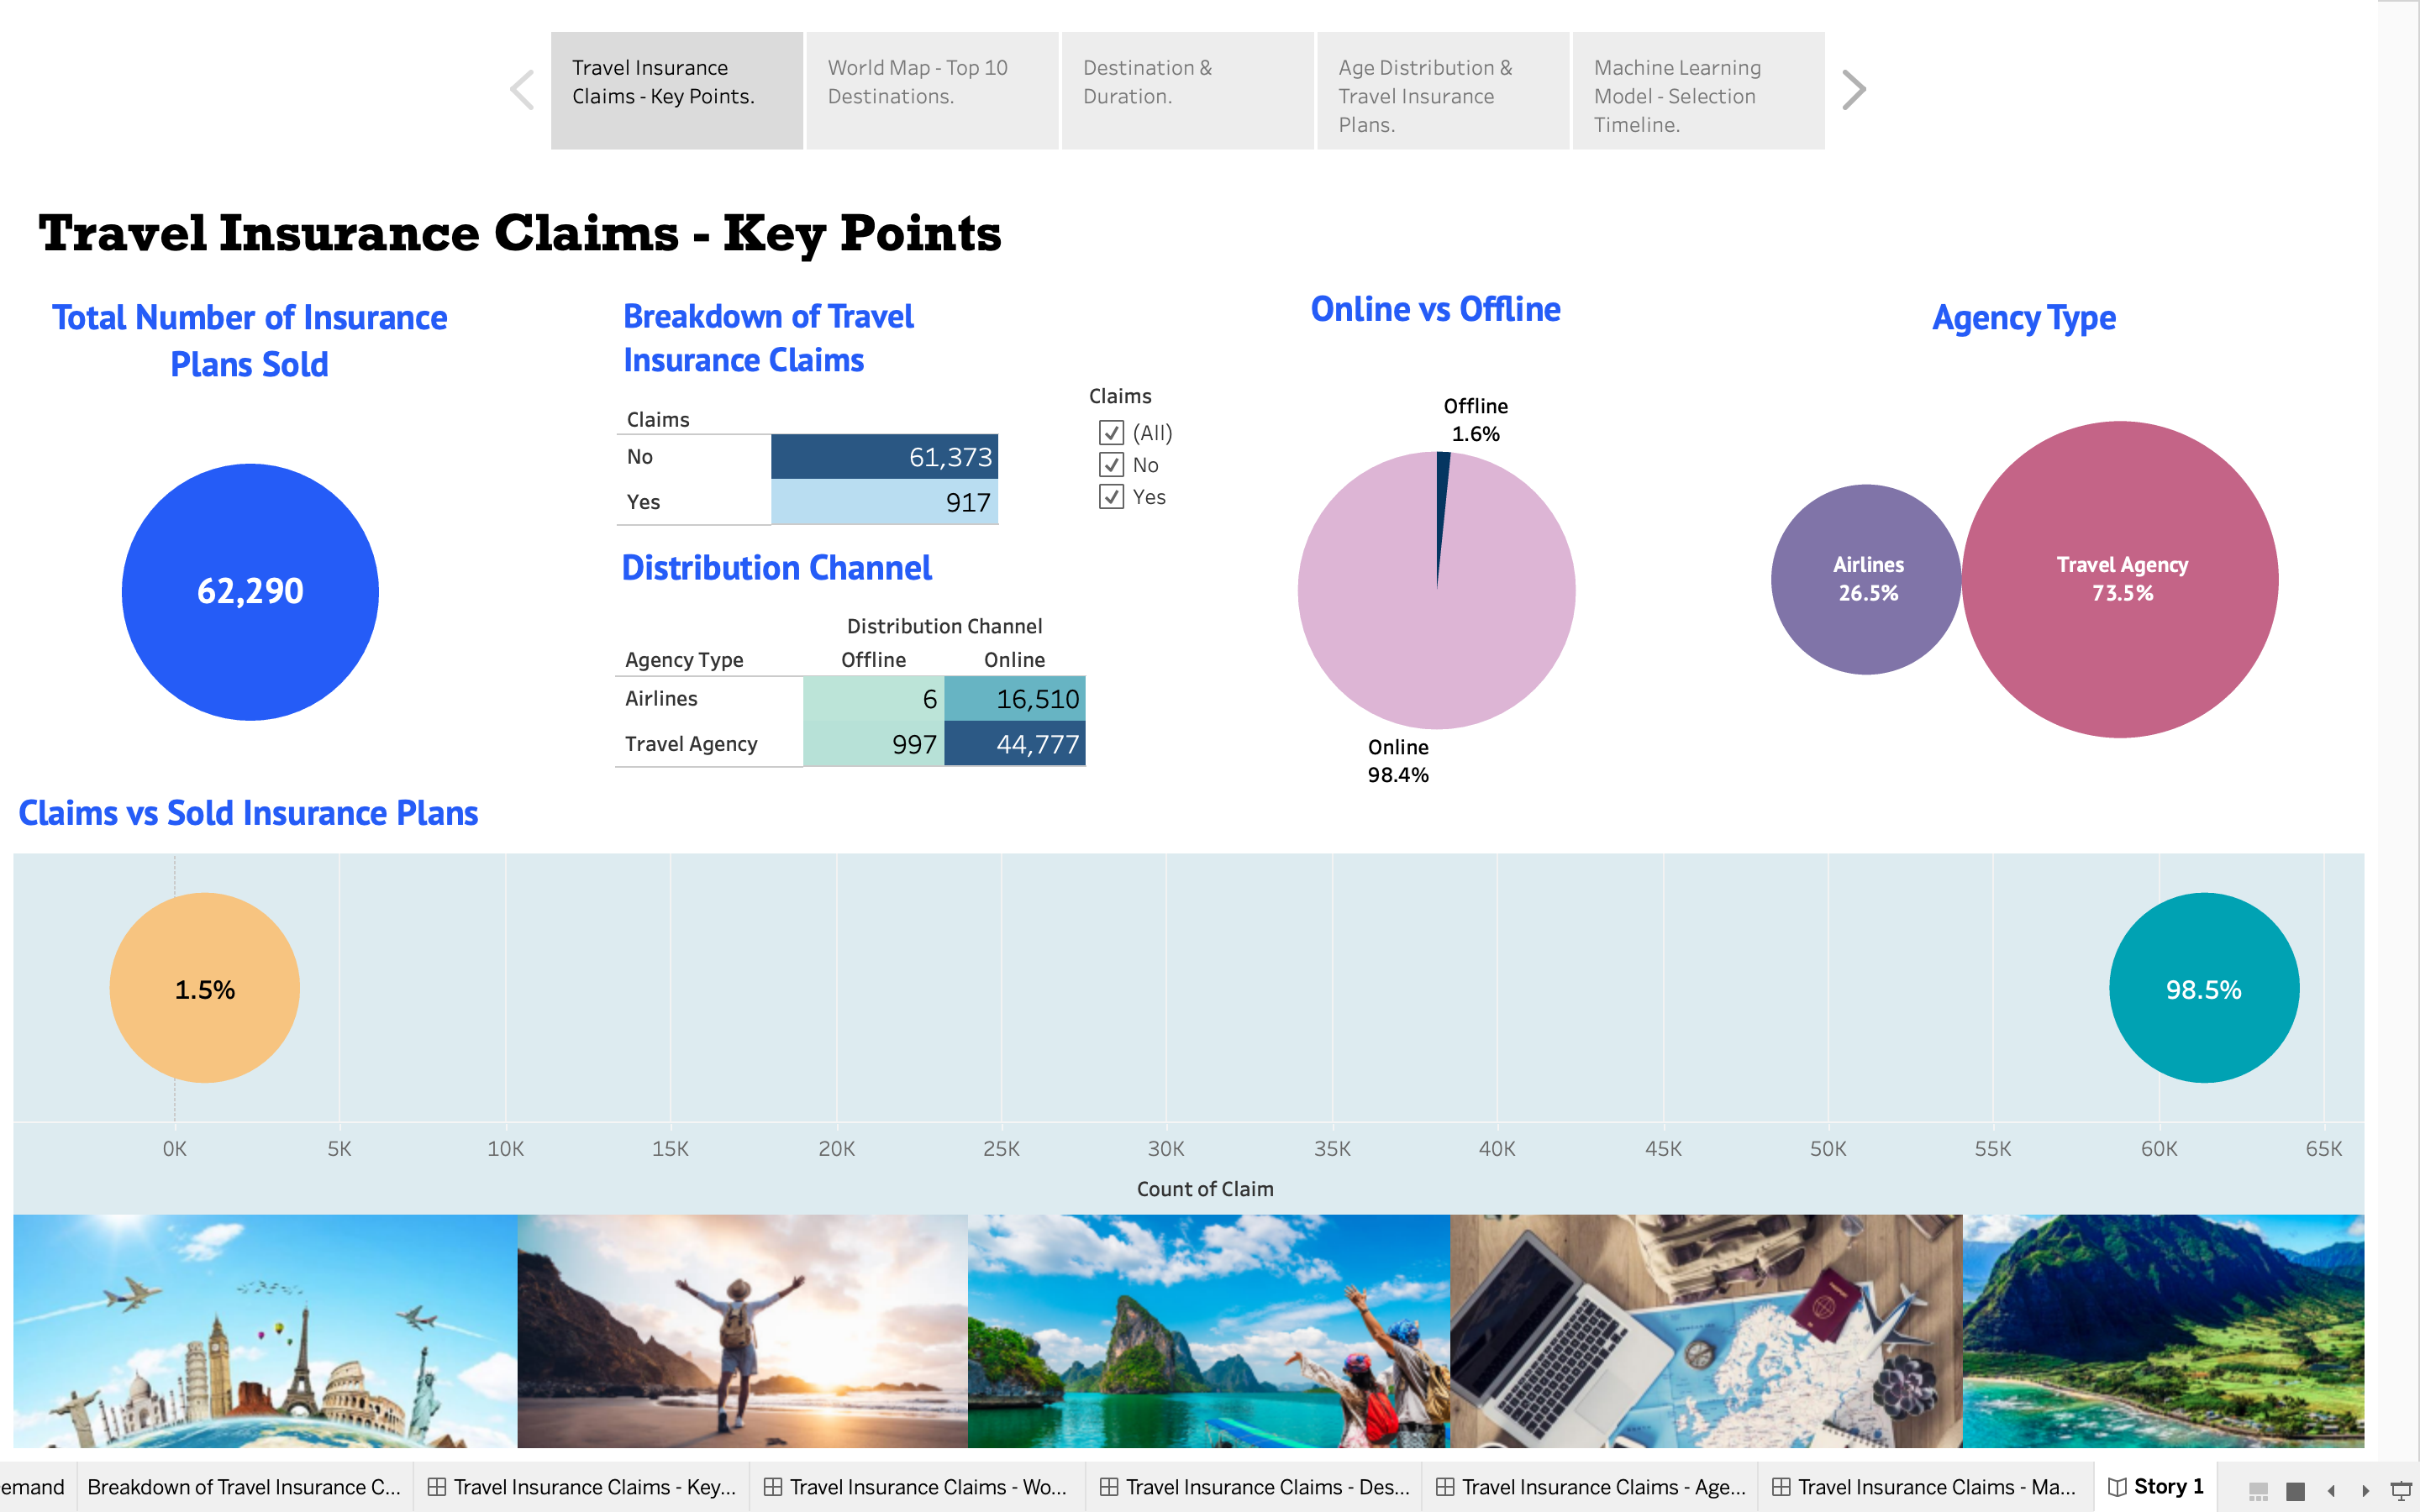 Travel Insurance
Claims - Key Points.
World Map - Top 10
Destinations.
Destination &
Duration.
Age Distribution &
Travel Insurance
Plans.
Machine Learning
Model - Selection
Timeline.
Travel Insurance Claims - Key Points
Total Number of Insurance
Plans Sold
62,290
Breakdown of Travel
Insurance Claims
Claims
No 61,373
Yes 917
Claims
(All)
No
Yes
Distribution Channel
Distribution Channel
Agency Type Offline Online
Airlines 6 16,510
Travel Agency 997 44,777
Online vs Offline
Offline
1.6%
Online
98.4%
Agency Type
Airlines
26.5%
Travel Agency
73.5%
Claims vs Sold Insurance Plans
1.5%
98.5%
0K 5K 10K 15K 20K 25K 30K 35K 40K 45K 50K 55K 60K 65K
Count of Claim
emand
Breakdown of Travel Insurance C...
Travel Insurance Claims - Key...
Travel Insurance Claims - Wo...
Travel Insurance Claims - Des...
Travel Insurance Claims - Age...
Travel Insurance Claims - Ma...
Story 1